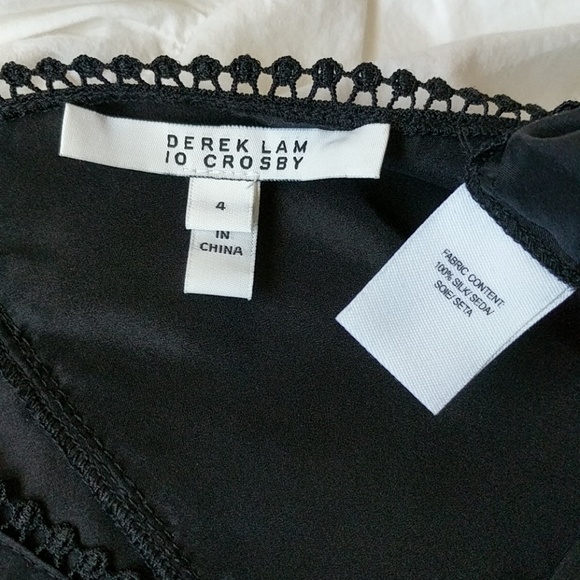 DEREK LAM
10 CROSBY
4
IN
CHINA
FABRIC CONTENT:
100% SILK/ SEDA/
SOIE/ SETA